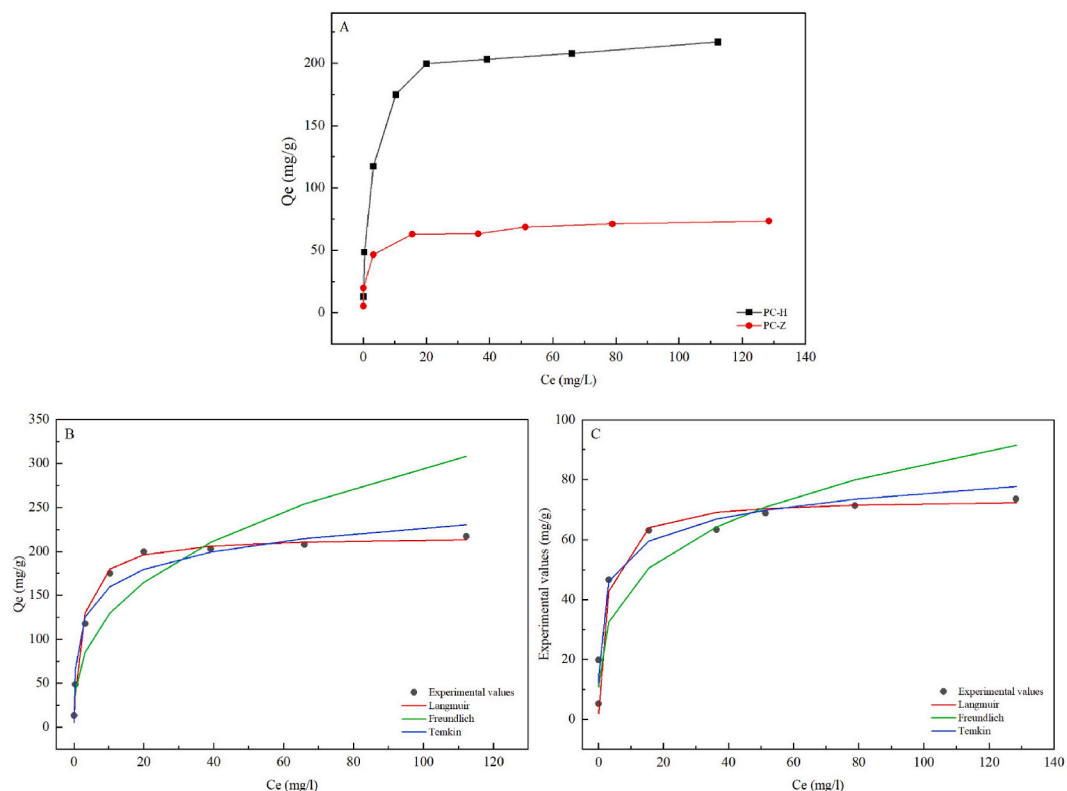 A
200
150
100
50
0
Qe (mg/g)
PC-H
PC-Z
0 20 40 60 80 100 120 140
Ce (mg/L)
B
350
300
250
200
150
100
50
0
Qe (mg/g)
Experimental values
Langmuir
Freundlich
Temkin
0 20 40 60 80 100 120
Ce (mg/l)
C
100
80
60
40
20
0
Experimental values (mg/g)
Experimental values
Langmuir
Freundlich
Temkin
0 20 40 60 80 100 120 140
Ce (mg/l)